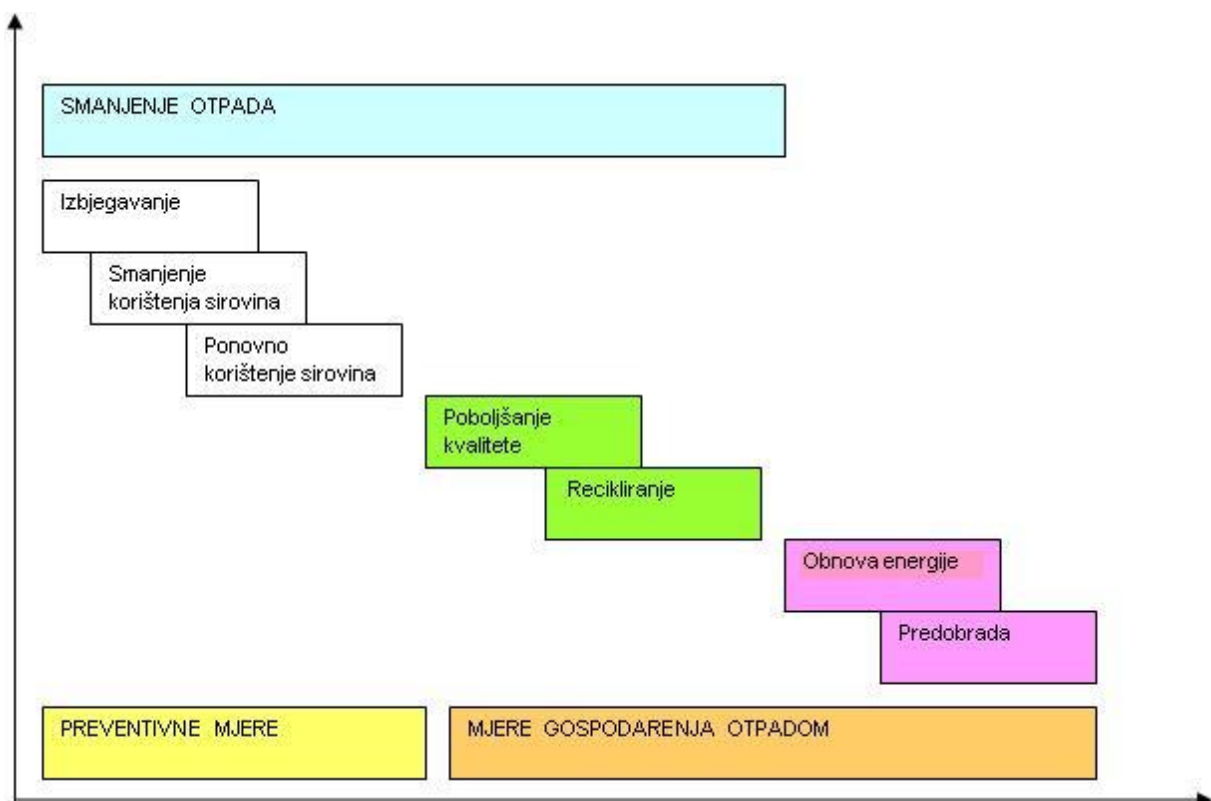 SMANJENJE OTPADA
Izbjegavanje
Smanjenje
korištenja sirovina
Ponovno
korištenje sirovina
Poboljšanje
kvalitete
Recikliranje
Obnova energije
Predobrada
PREVENTIVNE MJERE
MJERE GOSPODARENJA OTPADOM